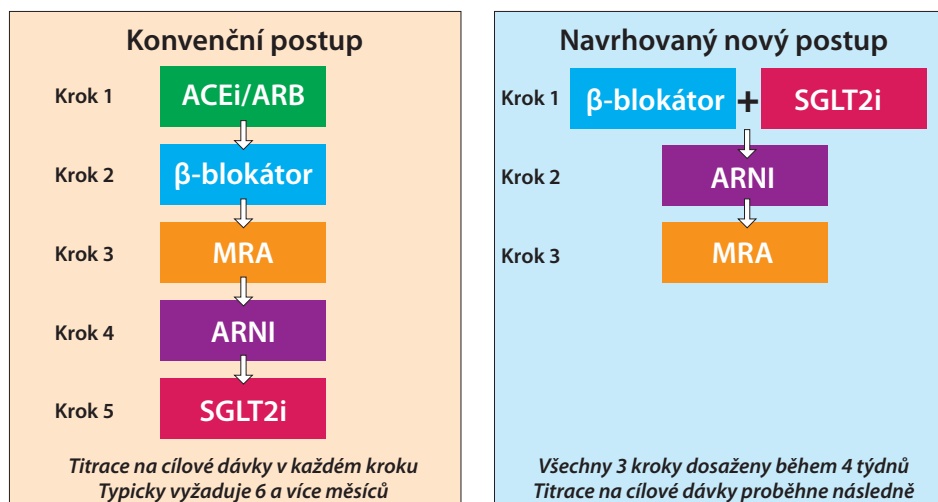 Konvenční postup
Krok 1
ACEi/ARB
Krok 2
β-blokátor
Krok 3
MRA
Krok 4
ARNI
Krok 5
SGLT2i
Titrace na cílové dávky v každém kroku
Typicky vyžaduje 6 a více měsíců
Navrhovaný nový postup
Krok 1
β-blokátor + SGLT2i
Krok 2
ARNI
Krok 3
MRA
Všechny 3 kroky dosaženy během 4 týdnů
Titrace na cílové dávky proběhne následně